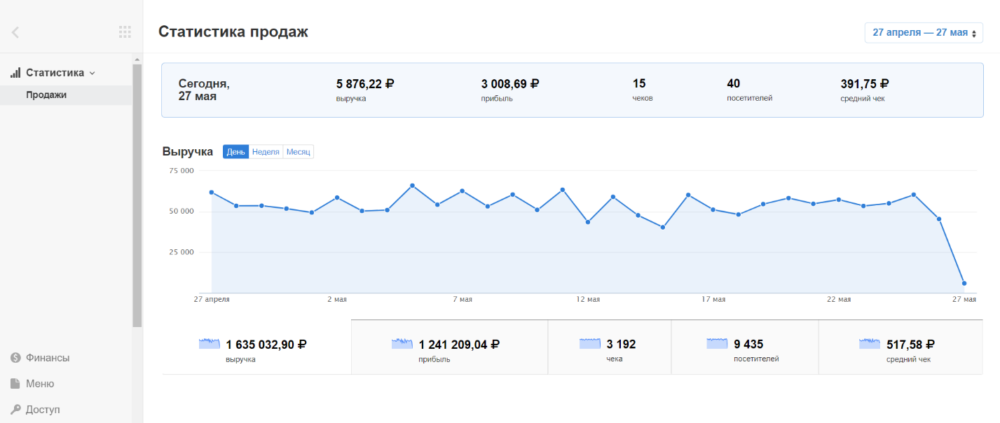 Статистика продаж
27 апреля — 27 мая
Статистика
Продажи
Финансы
Меню
Доступ
Сегодня,
27 мая
5 876,22 ₽
выручка
3 008,69 ₽
прибыль
15
чеков
40
посетителей
391,75 ₽
средний чек
Выручка
День Неделя Месяц
75 000
50 000
25 000
27 апреля 2 мая 7 мая 12 мая 17 мая 22 мая 27 мая
1 635 032,90 ₽
выручка
1 241 209,04 ₽
прибыль
3 192
чека
9 435
посетителей
517,58 ₽
средний чек